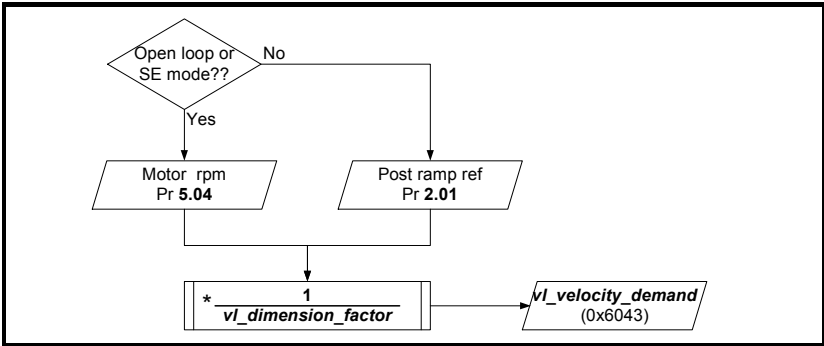 Open loop or
SE mode??
No
Yes
Motor rpm
Pr 5.04
Post ramp ref
Pr 2.01
* 1
vl_dimension_factor
vl_velocity_demand
(0x6043)